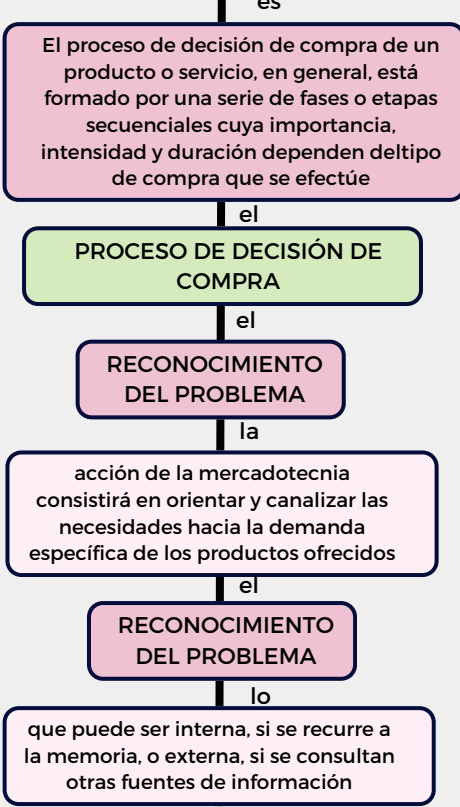 es
El proceso de decisión de compra de un
producto o servicio, en general, está
formado por una serie de fases o etapas
secuenciales cuya importancia,
intensidad y duración dependen deltipo
de compra que se efectúe
el
PROCESO DE DECISIÓN DE
COMPRA
el
RECONOCIMIENTO
DEL PROBLEMA
la
acción de la mercadotecnia
consistirá en orientar y canalizar las
necesidades hacia la demanda
específica de los productos ofrecidos
el
RECONOCIMIENTO
DEL PROBLEMA
lo
que puede ser interna, si se recurre a
la memoria, o externa, si se consultan
otras fuentes de información